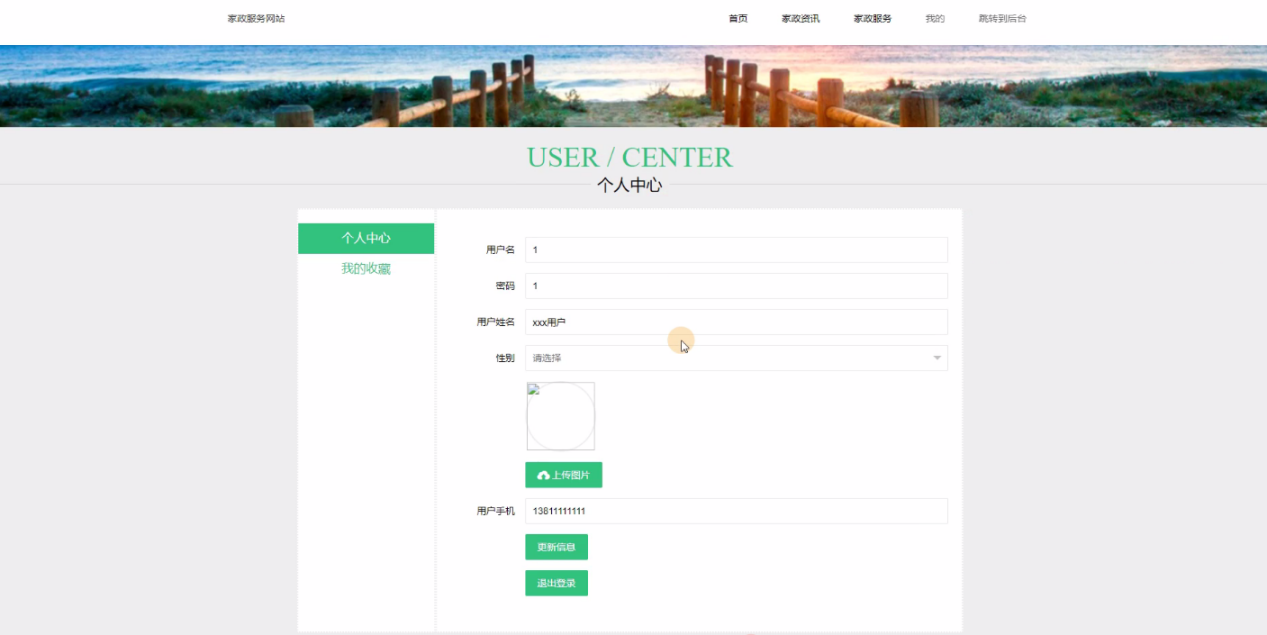 家政服务网站 首页 家政资讯 家政服务 我的 跳转到后台
USER / CENTER
个人中心
个人中心
我的收藏
用户名 1
密码 1
用户姓名 xxx用户
性别 请选择
上传图片
用户手机 13811111111
更新信息
退出登录